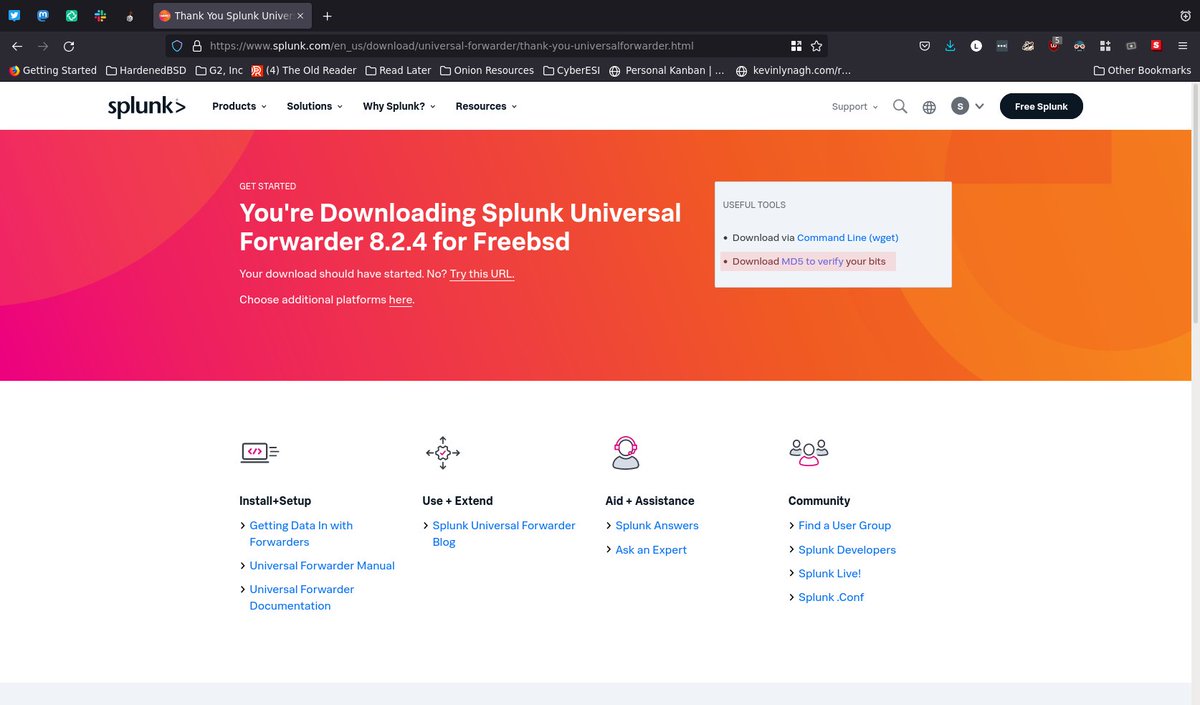 Thank You Splunk Univer
https://www.splunk.com/en_us/download/universal-forwarder/thank-you-universalforwarder.html
5
S
Getting Started HardenedBSD G2, Inc (4) The Old Reader Read Later Onion Resources CyberESI Personal Kanban | ... kevinlynagh.com/r... Other Bookmarks
splunk> Products Solutions Why Splunk? Resources Support S Free Splunk
GET STARTED
You're Downloading Splunk Universal
Forwarder 8.2.4 for Freebsd
Your download should have started. No? Try this URL.
Choose additional platforms here.
USEFUL TOOLS
• Download via Command Line (wget)
• Download MD5 to verify your bits
Install+Setup
Getting Data In with
Forwarders
Universal Forwarder Manual
Universal Forwarder
Documentation
Use + Extend
Splunk Universal Forwarder
Blog
Aid + Assistance
Splunk Answers
Ask an Expert
Community
Find a User Group
Splunk Developers
Splunk Live!
Splunk .Conf